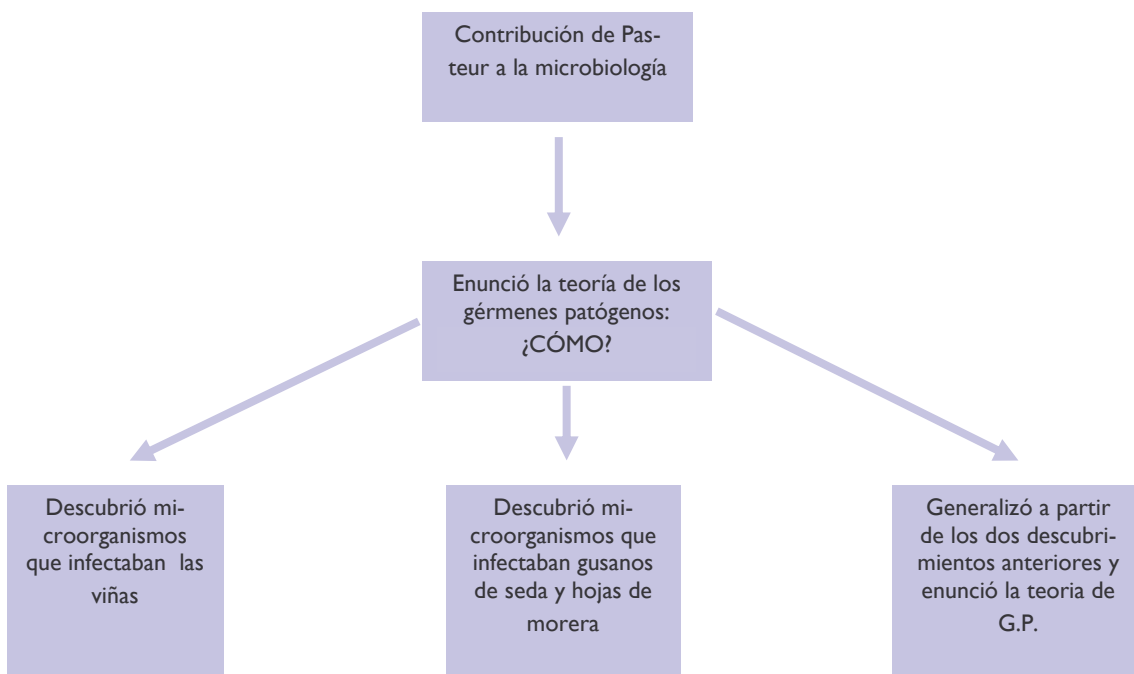 Contribución de Pas-
teur a la microbiología
Enunció la teoría de los
gérmenes patógenos:
¿CÓMO?
Descubrió mi-
croorganismos
que infectaban las
viñas
Descubrió mi-
croorganismos que
infectaban gusanos
de seda y hojas de
morera
Generalizó a partir
de los dos descubri-
mientos anteriores y
enunció la teoria de
G.P.